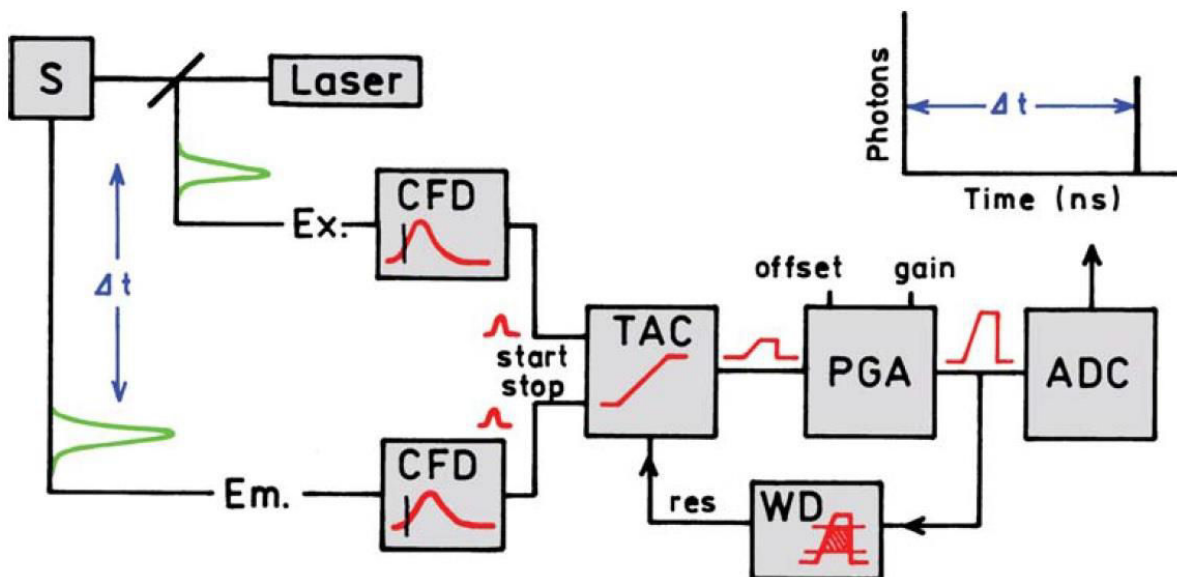 S
Laser
Δt
Ex.
CFD
Em.
CFD
start
stop
TAC
offset
gain
PGA
ADC
res
WD
Photons
Δt
Time (ns)